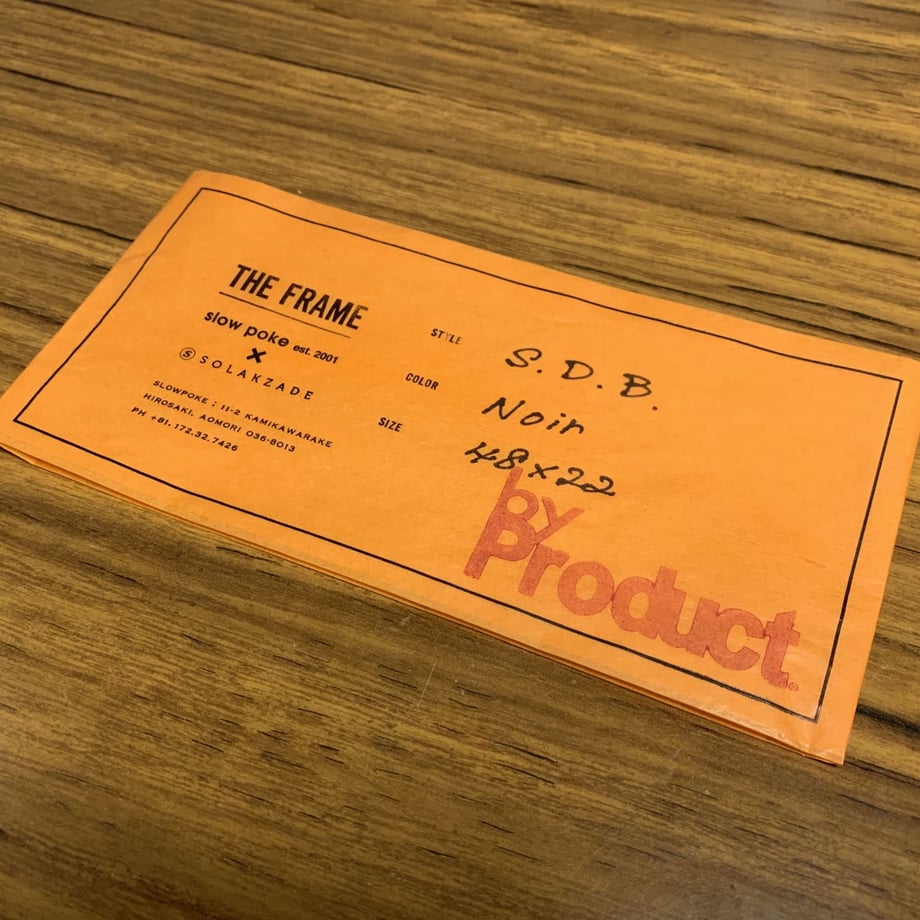 THE FRAME
slow poke est. 2001
×
Ⓢ SOLAKZADE
SLOWPOKE ; 11-2 KAMIKAWARAKE
HIROSAKI, AOMORI 036-8013
PH +81.172.32.7426
STYLE S.D.B.
COLOR Noir
SIZE 48×22
by
Product.